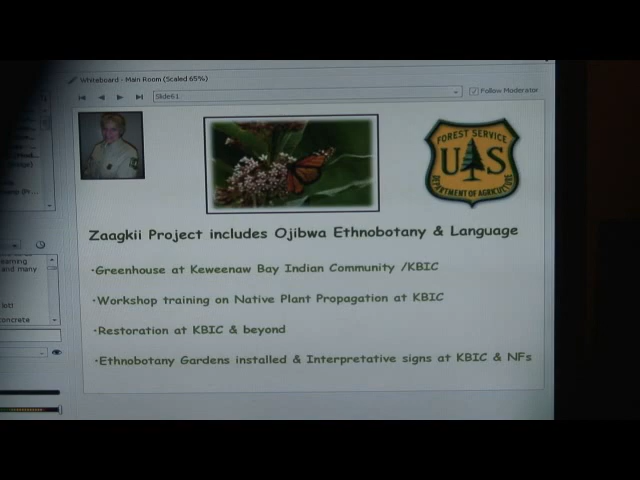 Whiteboard - Main Room (Scaled 65%)
Slide61
Follow Moderator
FOREST SERVICE
US
DEPARTMENT OF AGRICULTURE
Zaagkii Project includes Ojibwa Ethnobotany & Language
·Greenhouse at Keweenaw Bay Indian Community /KBIC
·Workshop training on Native Plant Propagation at KBIC
·Restoration at KBIC & beyond
·Ethnobotany Gardens installed & Interpretative signs at KBIC & NFs
and many